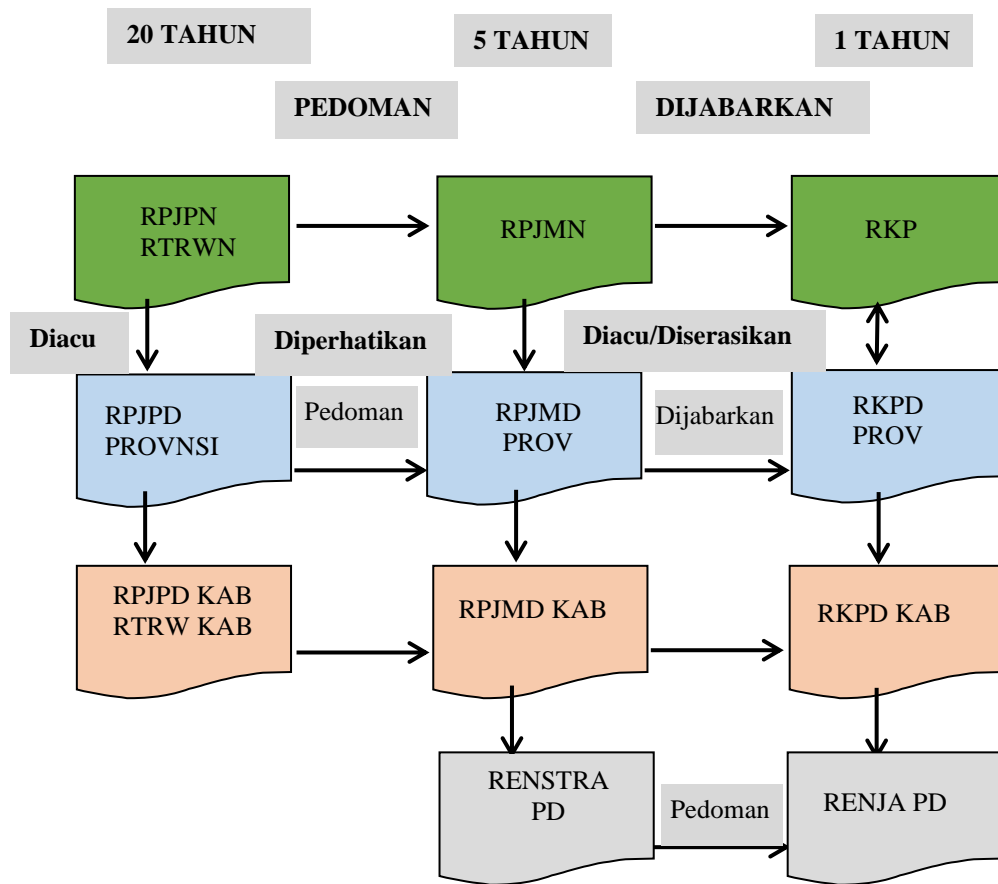 20 TAHUN
5 TAHUN
1 TAHUN
PEDOMAN
DIJABARKAN
RPJPN
RTRWN
RPJMN
RKP
Diacu
Diperhatikan
Diacu/Diserasikan
RPJPD
PROVNSI
Pedoman
RPJMD
PROV
Dijabarkan
RKPD
PROV
RPJPD KAB
RTRW KAB
RPJMD KAB
RKPD KAB
RENSTRA
PD
Pedoman
RENJA PD